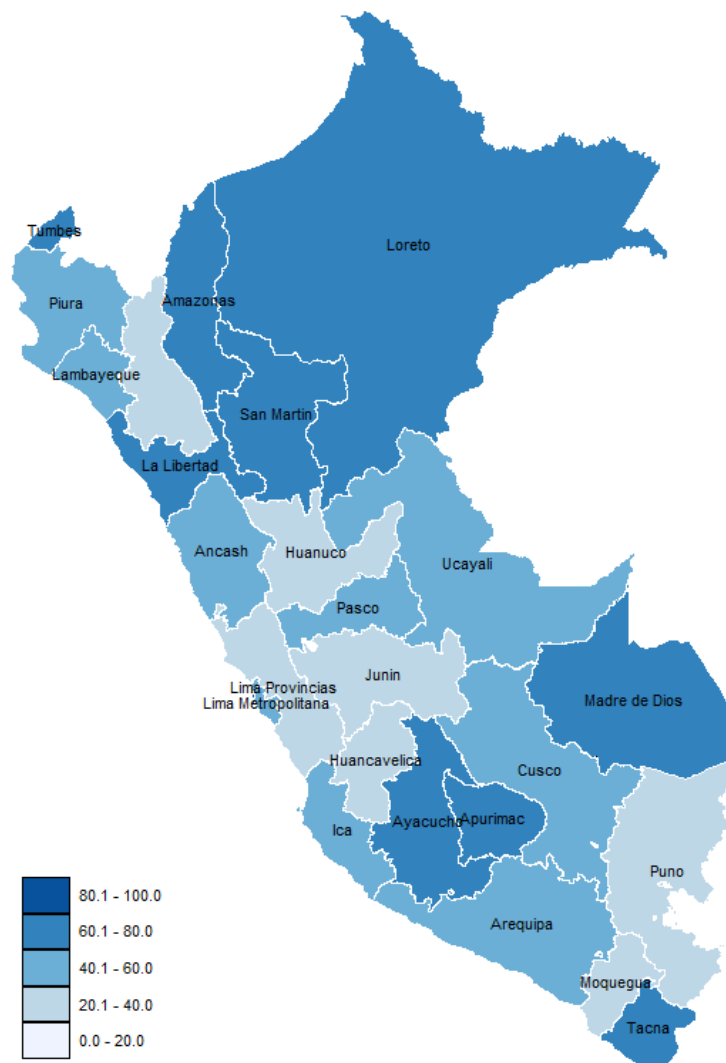 Tumbes
Loreto
Piura
Amazonas
Lambayeque
San Martin
La Libertad
Ancash
Huanuco
Ucayali
Pasco
Junin
Lima Provincias
Lima Metropolitana
Madre de Dios
Huancavelica
Cusco
Ica
Ayacucho
Apurimac
Puno
Arequipa
Moquegua
Tacna
80.1 - 100.0
60.1 - 80.0
40.1 - 60.0
20.1 - 40.0
0.0 - 20.0